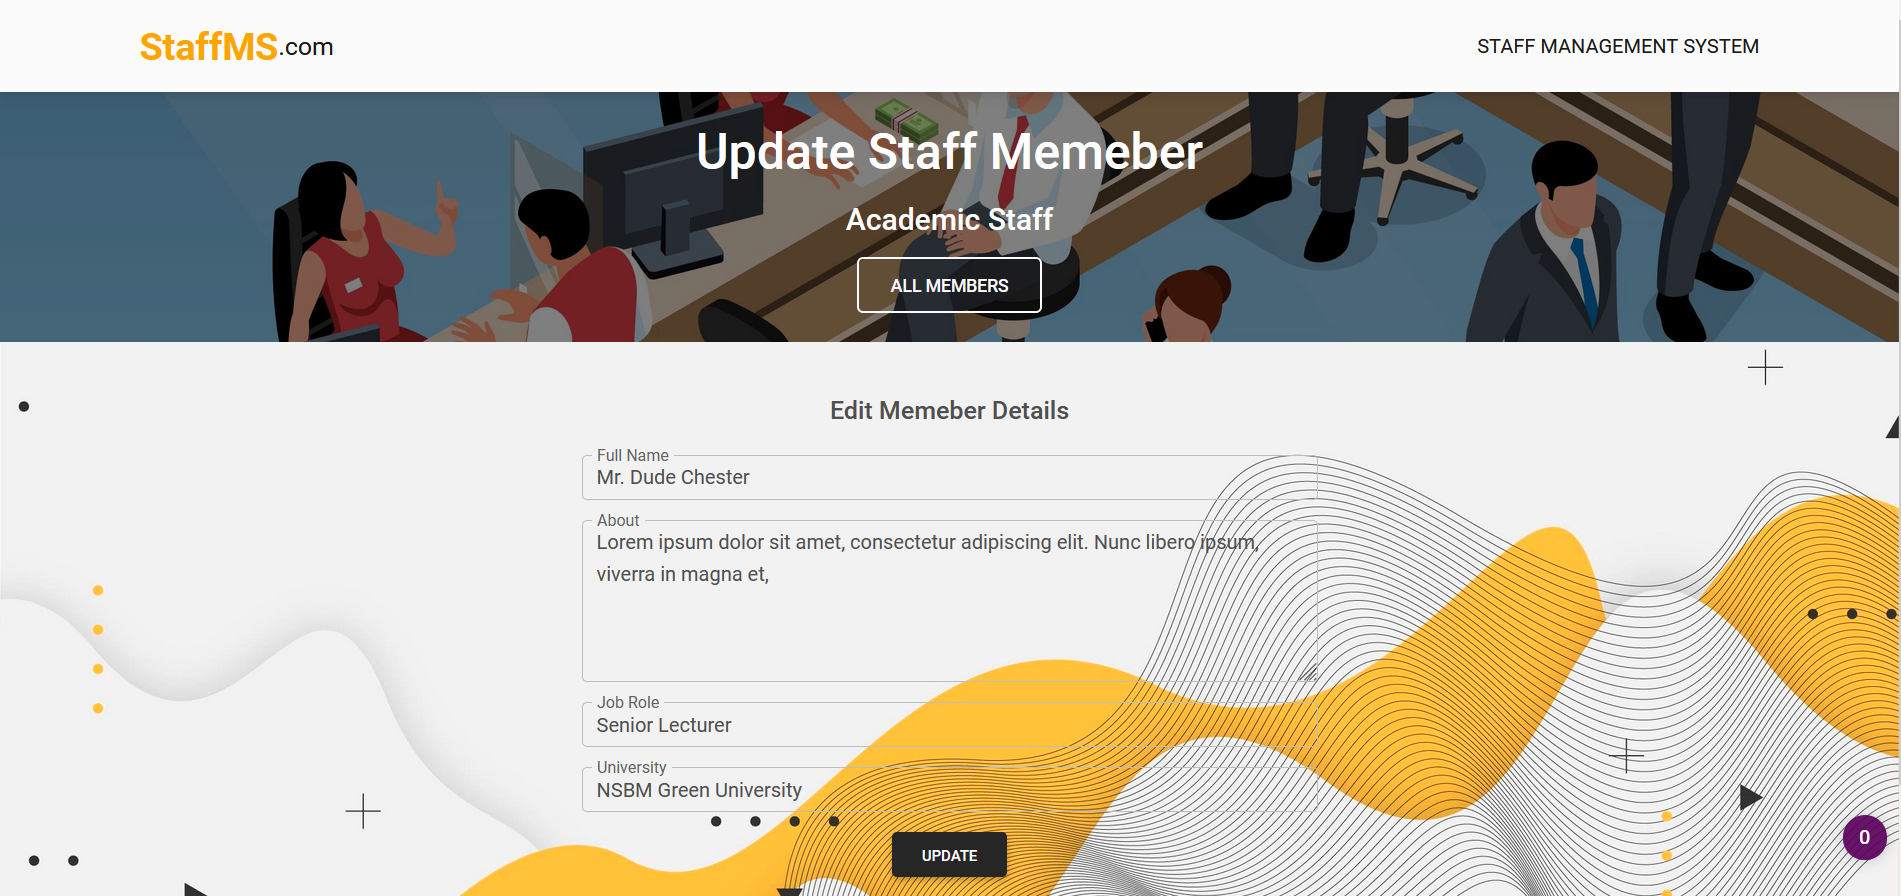 StaffMS.com
STAFF MANAGEMENT SYSTEM
Update Staff Memeber
Academic Staff
ALL MEMBERS
Edit Memeber Details
Full Name
Mr. Dude Chester
About
Lorem ipsum dolor sit amet, consectetur adipiscing elit. Nunc libero ipsum,
viverra in magna et,
Job Role
Senior Lecturer
University
NSBM Green University
UPDATE
0